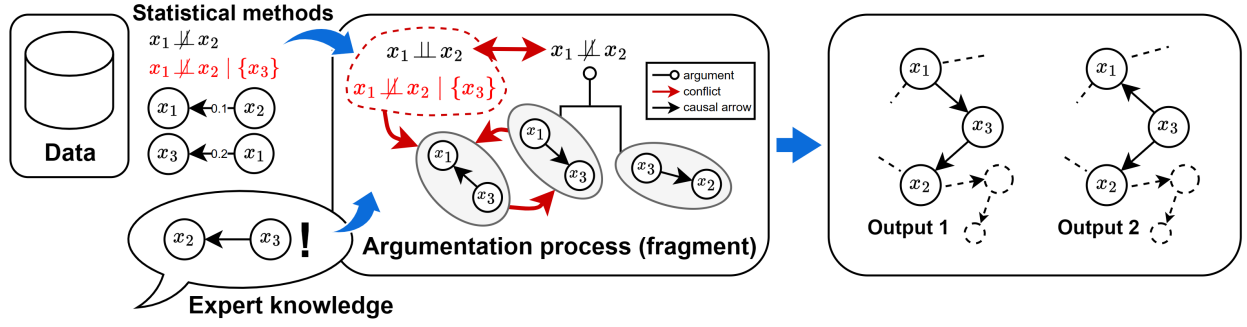 Statistical methods
x₁ ⫫̸ x₂
x₁ ⫫̸ x₂ | {x₃}
x₁ 0.1 x₂
x₃ 0.2 x₁
Data
x₂ x₃ !
Expert knowledge
x₁ ⫫ x₂
x₁ ⫫̸ x₂
x₁ ⫫̸ x₂ | {x₃}
argument
conflict
causal arrow
x₁
x₃
x₁
x₃
x₃ x₂
Argumentation process (fragment)
x₁
x₃
x₂
Output 1
x₁
x₃
x₂
Output 2